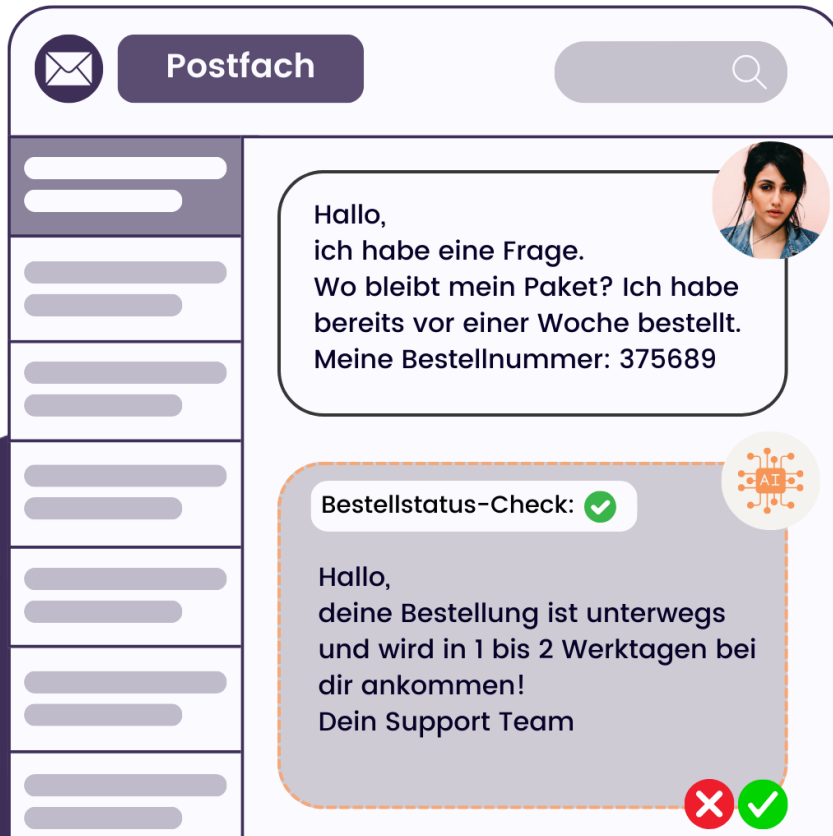 Postfach
Hallo,
ich habe eine Frage.
Wo bleibt mein Paket? Ich habe
bereits vor einer Woche bestellt.
Meine Bestellnummer: 375689
AI
Bestellstatus-Check:
Hallo,
deine Bestellung ist unterwegs
und wird in 1 bis 2 Werktagen bei
dir ankommen!
Dein Support Team